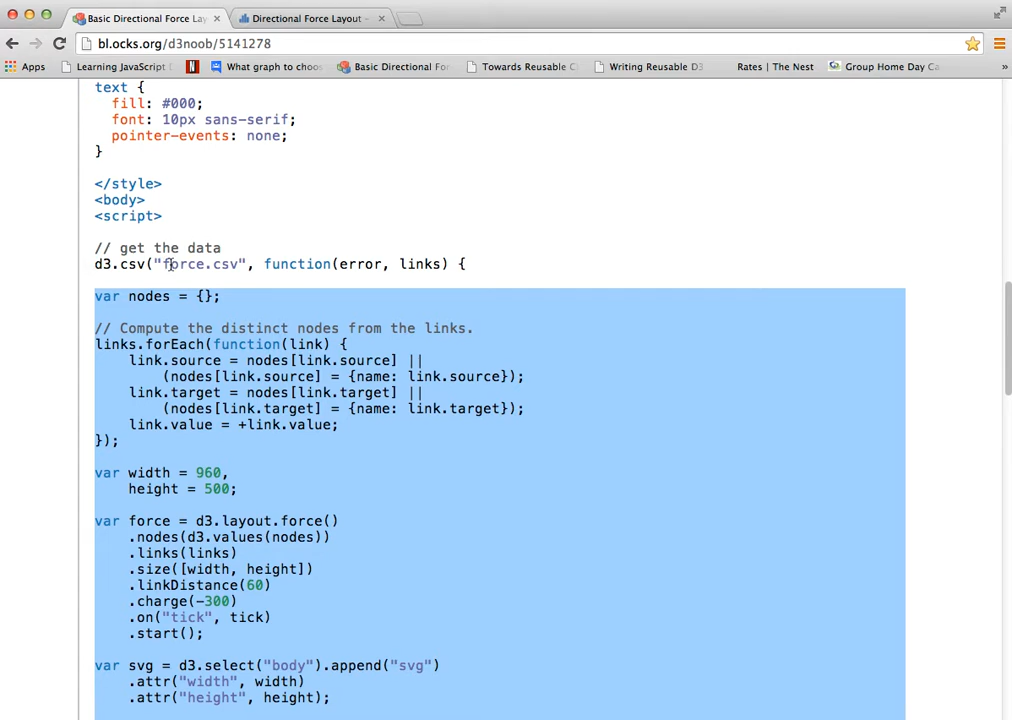 Basic Directional Force Lay
Directional Force Layout -
bl.ocks.org/d3noob/5141278
Apps
Learning JavaScript
N
What graph to choos
Basic Directional For
Towards Reusable C
Writing Reusable D3
Rates | The Nest
Group Home Day Ca
»
text {
fill: #000;
font: 10px sans-serif;
pointer-events: none;
}
</style>
<body>
<script>
// get the data
d3.csv("force.csv", function(error, links) {
var nodes = {};
// Compute the distinct nodes from the links.
links.forEach(function(link) {
link.source = nodes[link.source] ||
(nodes[link.source] = {name: link.source});
link.target = nodes[link.target] ||
(nodes[link.target] = {name: link.target});
link.value = +link.value;
});
var width = 960,
height = 500;
var force = d3.layout.force()
.nodes(d3.values(nodes))
.links(links)
.size([width, height])
.linkDistance(60)
.charge(-300)
.on("tick", tick)
.start();
var svg = d3.select("body").append("svg")
.attr("width", width)
.attr("height", height);